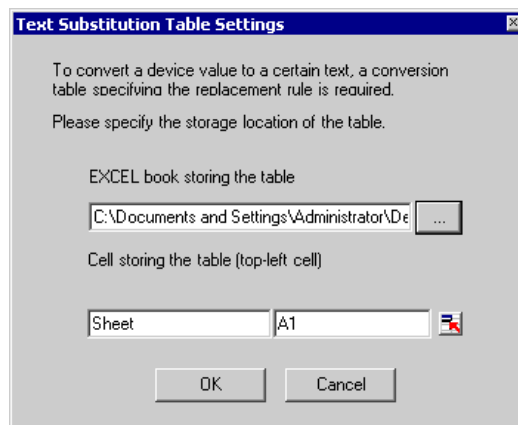 Text Substitution Table Settings
To convert a device value to a certain text, a conversion
table specifying the replacement rule is required.
Please specify the storage location of the table.
EXCEL book storing the table
C:\Documents and Settings\Administrator\De
...
Cell storing the table (top-left cell)
Sheet A1
OK Cancel